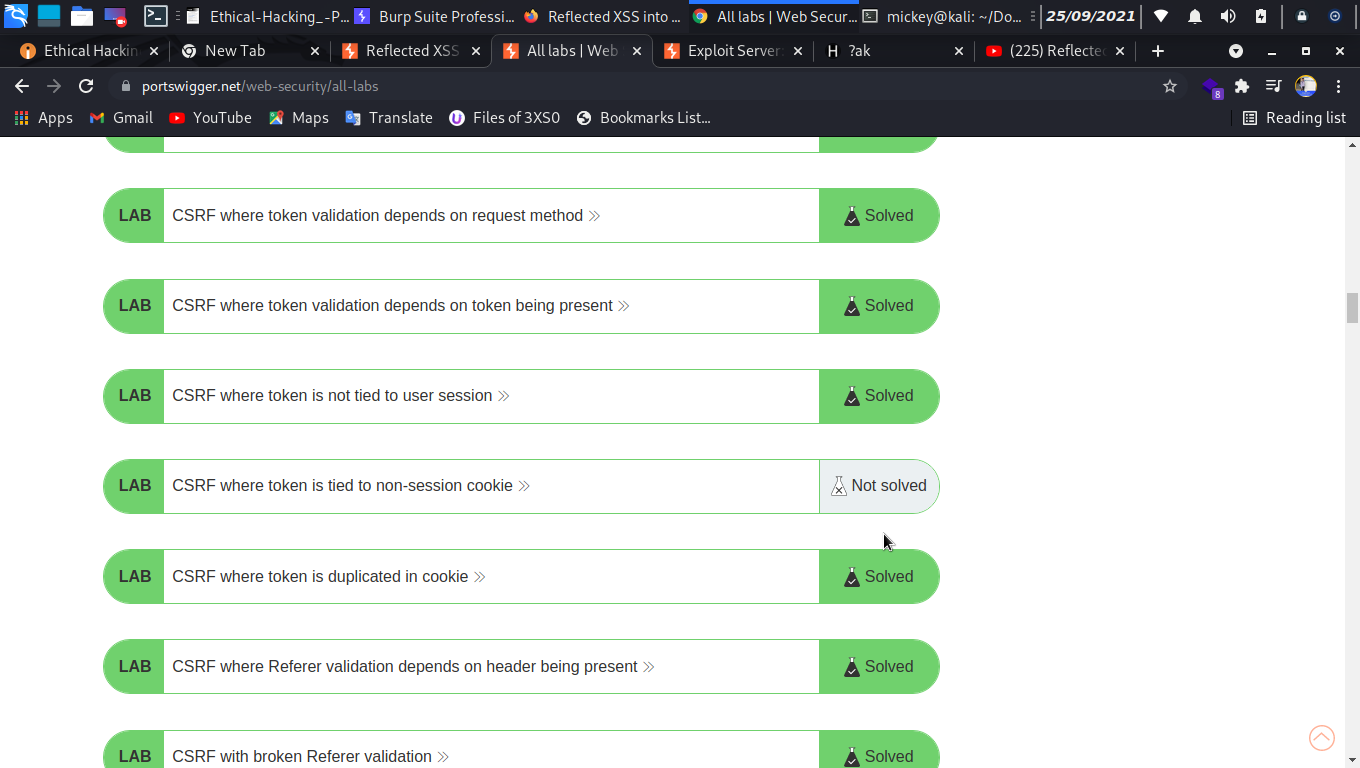 Ethical-Hacking_-P... Burp Suite Professi... Reflected XSS into ... All labs | Web Secur... mickey@kali: ~/Do... 25/09/2021
Ethical Hackin New Tab Reflected XSS All labs | Web Exploit Server: ?ak (225) Reflecte
portswigger.net/web-security/all-labs 8
Apps Gmail YouTube Maps Translate Files of 3XS0 Bookmarks List... Reading list
LAB CSRF where token validation depends on request method Solved
LAB CSRF where token validation depends on token being present Solved
LAB CSRF where token is not tied to user session Solved
LAB CSRF where token is tied to non-session cookie Not solved
LAB CSRF where token is duplicated in cookie Solved
LAB CSRF where Referer validation depends on header being present Solved
LAB CSRF with broken Referer validation Solved